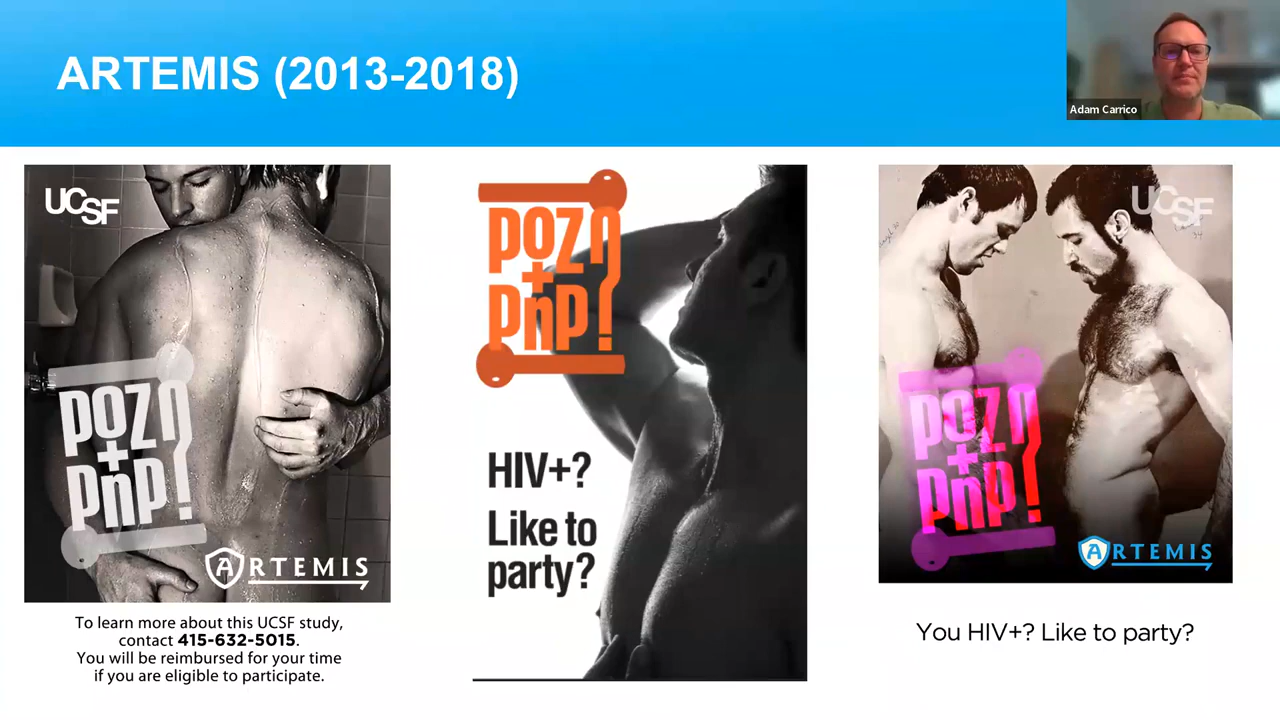 ARTEMIS (2013-2018)
Adam Carrico
UCSF
POZ n
+
PnP!
ARTEMIS
To learn more about this UCSF study,
contact 415-632-5015.
You will be reimbursed for your time
if you are eligible to participate.
POZ n
+
PnP!
HIV+?
Like to
party?
UCSF
POZ n
+
PnP!
ARTEMIS
You HIV+? Like to party?